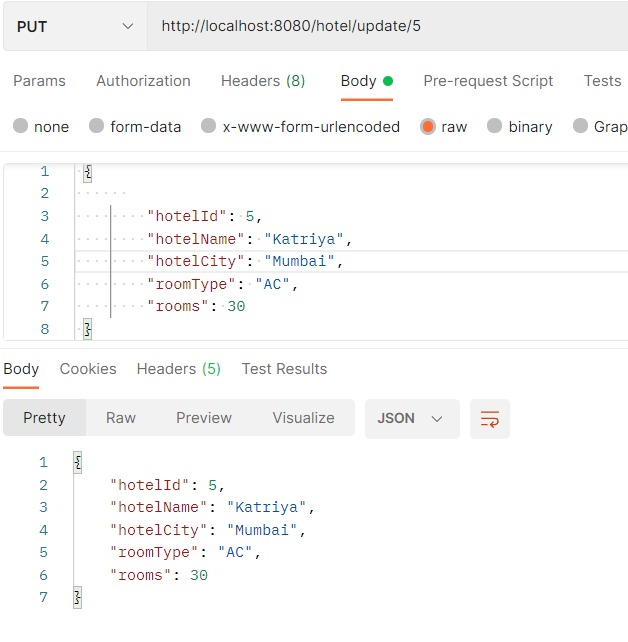 PUT http://localhost:8080/hotel/update/5
Params Authorization Headers (8) Body Pre-request Script Tests
none form-data x-www-form-urlencoded raw binary Grap
1 {
2
3 "hotelId": 5,
4 "hotelName": "Katriya",
5 "hotelCity": "Mumbai",
6 "roomType": "AC",
7 "rooms": 30
8 }
Body Cookies Headers (5) Test Results
Pretty Raw Preview Visualize JSON
1 {
2 "hotelId": 5,
3 "hotelName": "Katriya",
4 "hotelCity": "Mumbai",
5 "roomType": "AC",
6 "rooms": 30
7 }